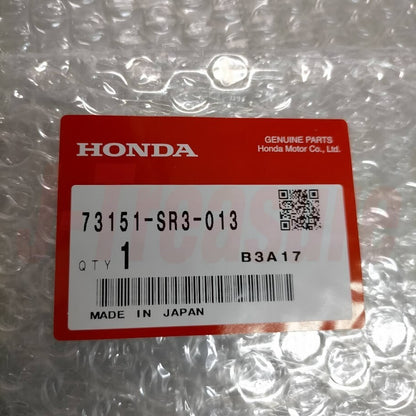 HONDA
GENUINE PARTS
Honda Motor Co., Ltd.
73151-SR3-013
QTY 1
B3A17
MADE IN JAPAN